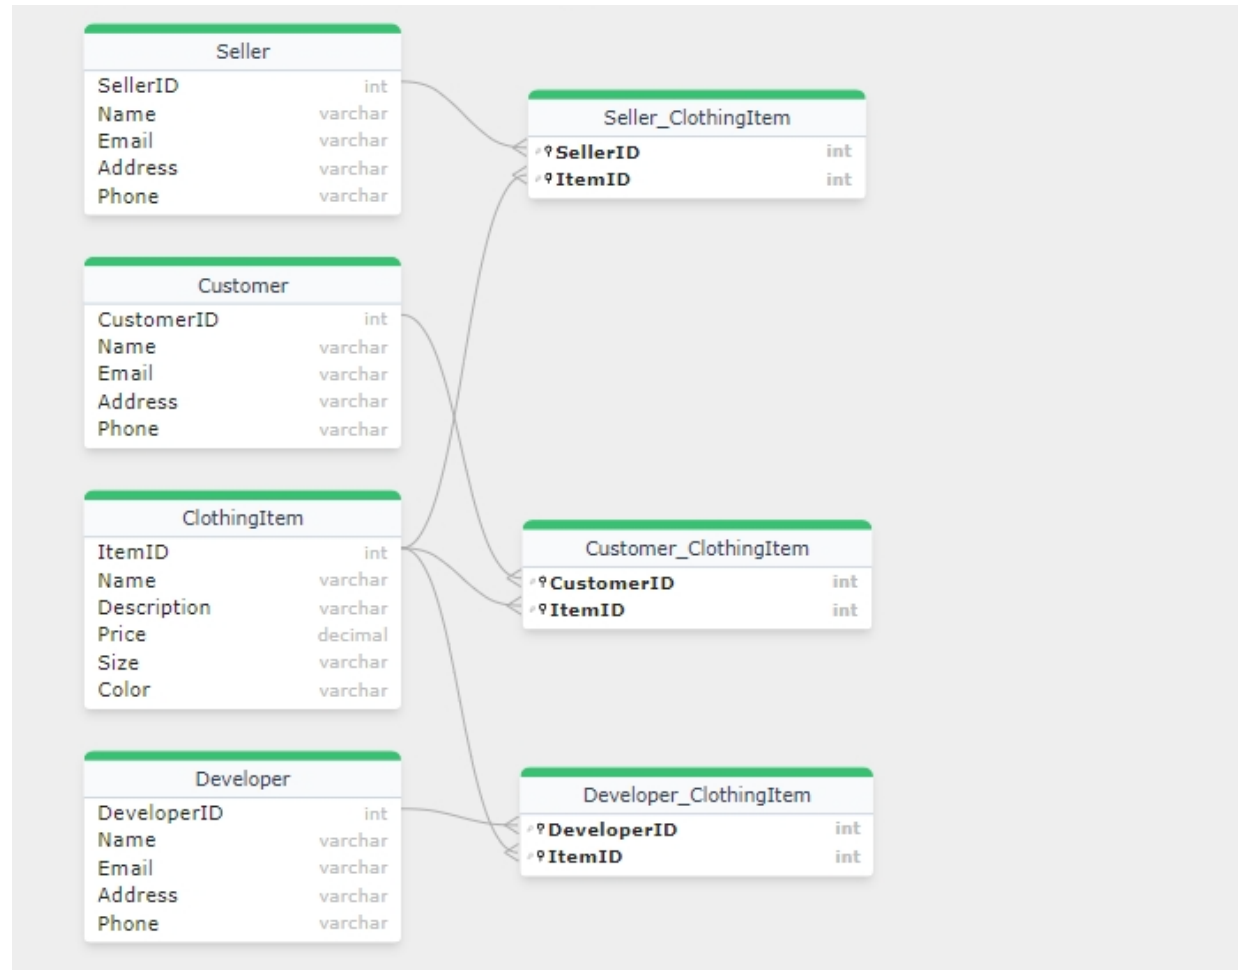 Seller
SellerID int
Name varchar
Email varchar
Address varchar
Phone varchar
Seller_ClothingItem
SellerID int
ItemID int
Customer
CustomerID int
Name varchar
Email varchar
Address varchar
Phone varchar
ClothingItem
ItemID int
Name varchar
Description varchar
Price decimal
Size varchar
Color varchar
Customer_ClothingItem
CustomerID int
ItemID int
Developer
DeveloperID int
Name varchar
Email varchar
Address varchar
Phone varchar
Developer_ClothingItem
DeveloperID int
ItemID int